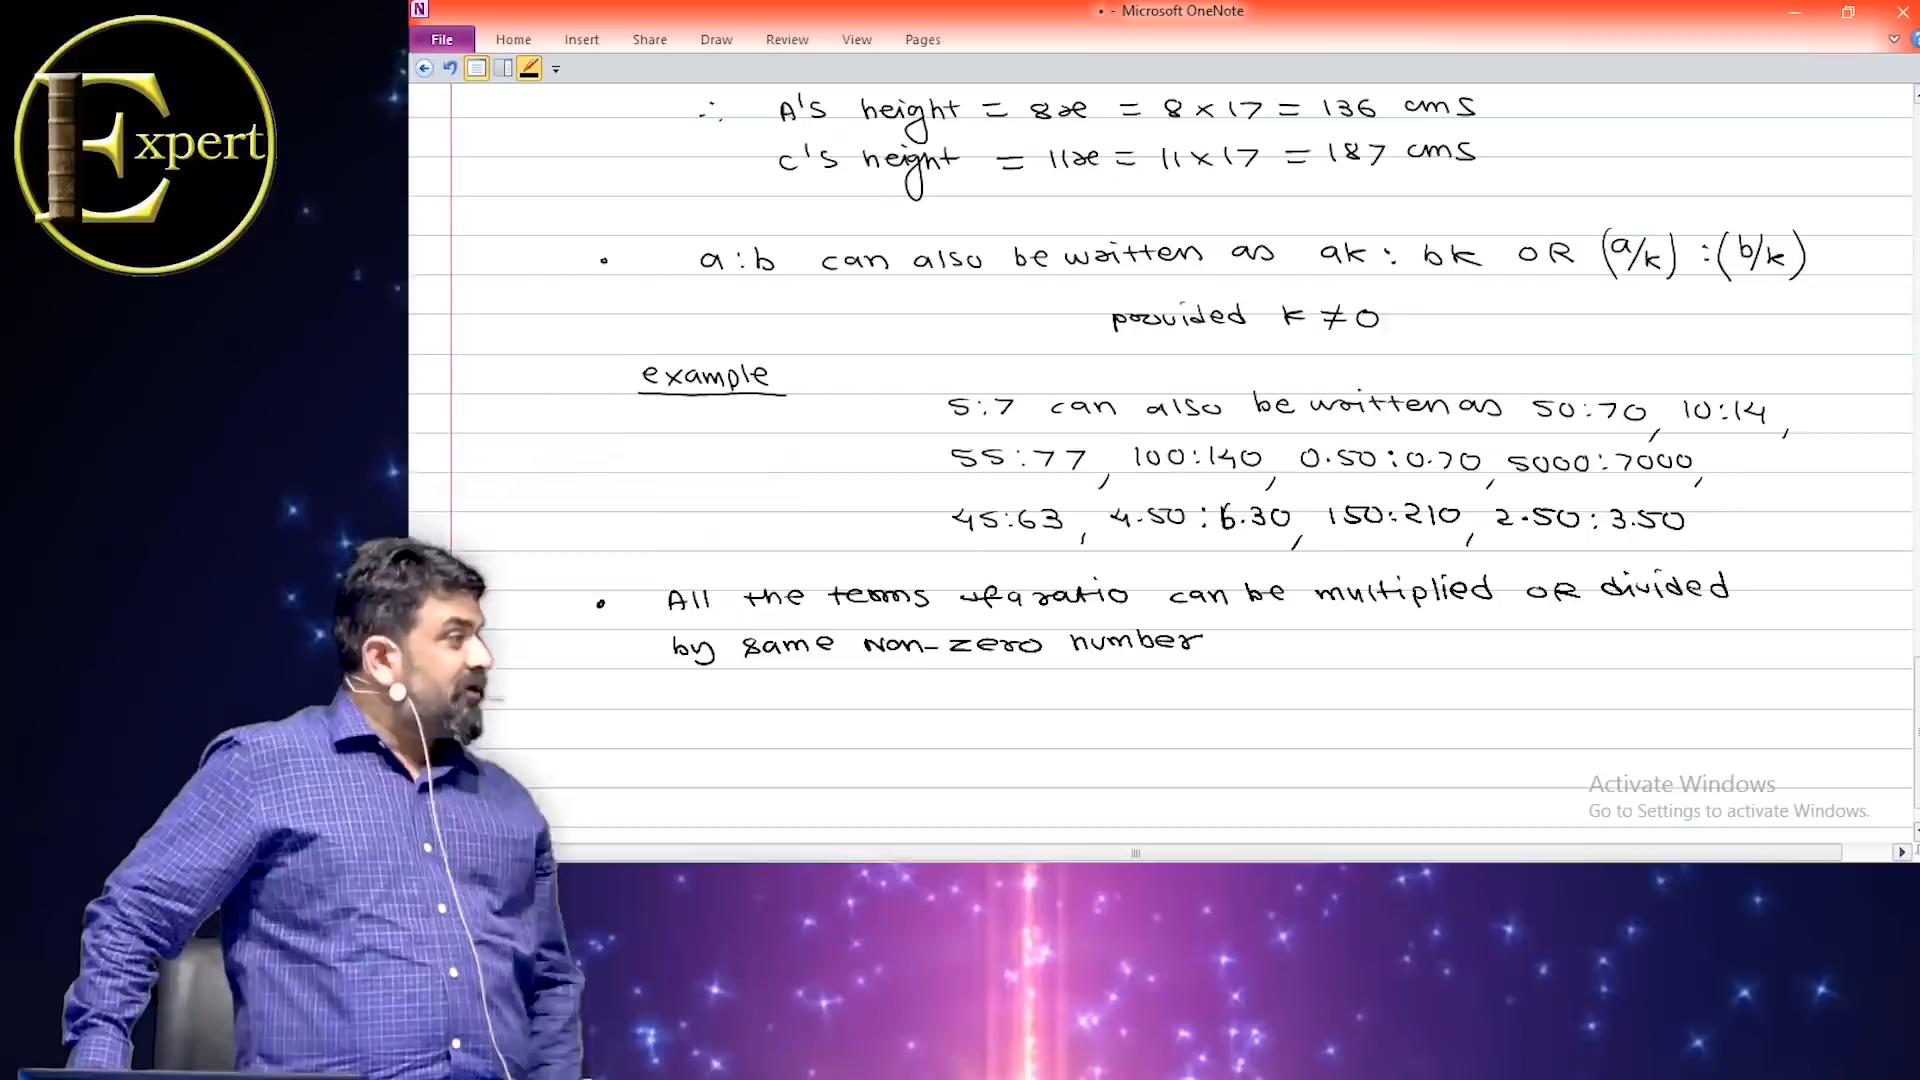 Expert
Microsoft OneNote
File Home Insert Share Draw Review View Pages
∴ A's height = 8x = 8 × 17 = 136 cms
C's height = 11x = 11 × 17 = 187 cms
• a:b can also be written as ak : bk OR (a/k) : (b/k)
provided k ≠ 0
example
5:7 can also be written as 50:70, 10:14,
55:77, 100:140, 0.50:0.70, 5000:7000,
45:63, 4.50:6.30, 150:210, 2.50:3.50
• All the terms of a ratio can be multiplied OR divided
by same Non-zero number
Activate Windows
Go to Settings to activate Windows.